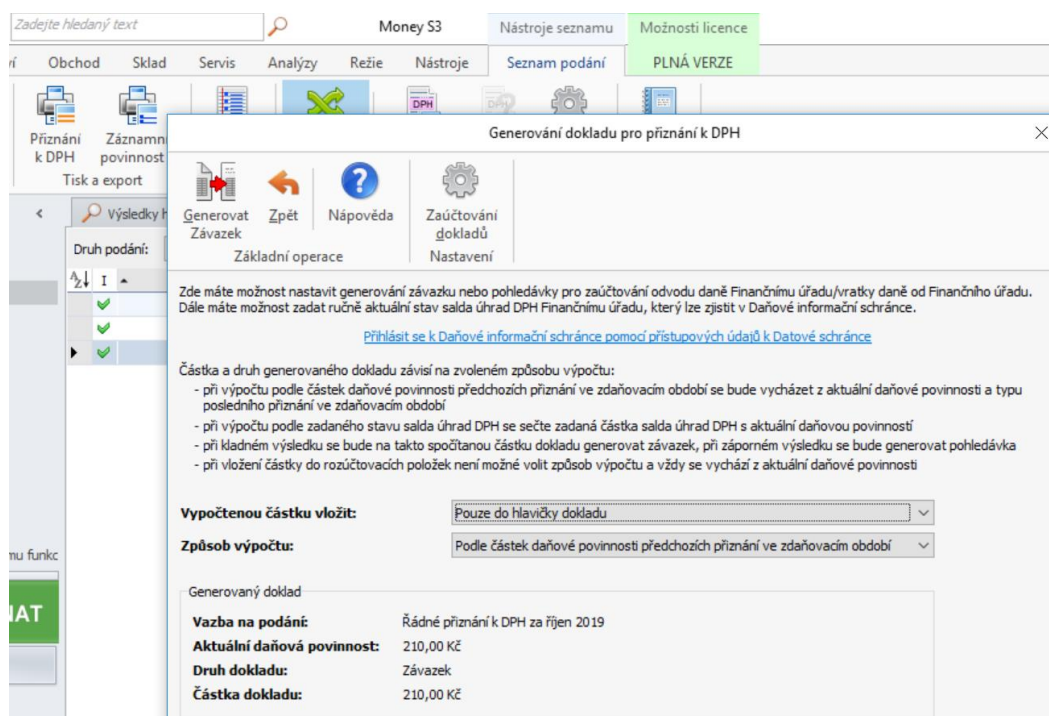 Zadejte hledaný text
Money S3
Nástroje seznamu
Možnosti licence
Obchod Sklad Servis Analýzy Režie Nástroje Seznam podání PLNÁ VERZE
DPH
Přiznání k DPH
Tisk a export
Generování dokladu pro přiznání k DPH
Generovat Závazek
Zpět
Nápověda
Zaúčtování dokladů
Základní operace
Nastavení
Výsledky
Druh podání:
I
Zde máte možnost nastavit generování závazku nebo pohledávky pro zaúčtování odvodu daně Finančnímu úřadu/vratky daně od Finančního úřadu.
Dále máte možnost zadat ručně aktuální stav salda úhrad DPH Finančnímu úřadu, který lze zjistit v Daňové informační schránce.
Přihlásit se k Daňové informační schránce pomocí přístupových údajů k Datové schránce
Částka a druh generovaného dokladu závisí na zvoleném způsobu výpočtu:
- při výpočtu podle částek daňové povinnosti předchozích přiznání ve zdaňovacím období se bude vycházet z aktuální daňové povinnosti a typu
posledního přiznání ve zdaňovacím období
- při výpočtu podle zadaného stavu salda úhrad DPH se sečte zadaná částka salda úhrad DPH s aktuální daňovou povinností
- při kladném výsledku se bude na takto spočítanou částku dokladu generovat závazek, při záporném výsledku se bude generovat pohledávka
- při vložení částky do rozúčtovacích položek není možné volit způsob výpočtu a vždy se vychází z aktuální daňové povinnosti
Vypočtenou částku vložit: Pouze do hlavičky dokladu
Způsob výpočtu: Podle částek daňové povinnosti předchozích přiznání ve zdaňovacím období
Generovaný doklad
Vazba na podání: Řádné přiznání k DPH za říjen 2019
Aktuální daňová povinnost: 210,00 Kč
Druh dokladu: Závazek
Částka dokladu: 210,00 Kč